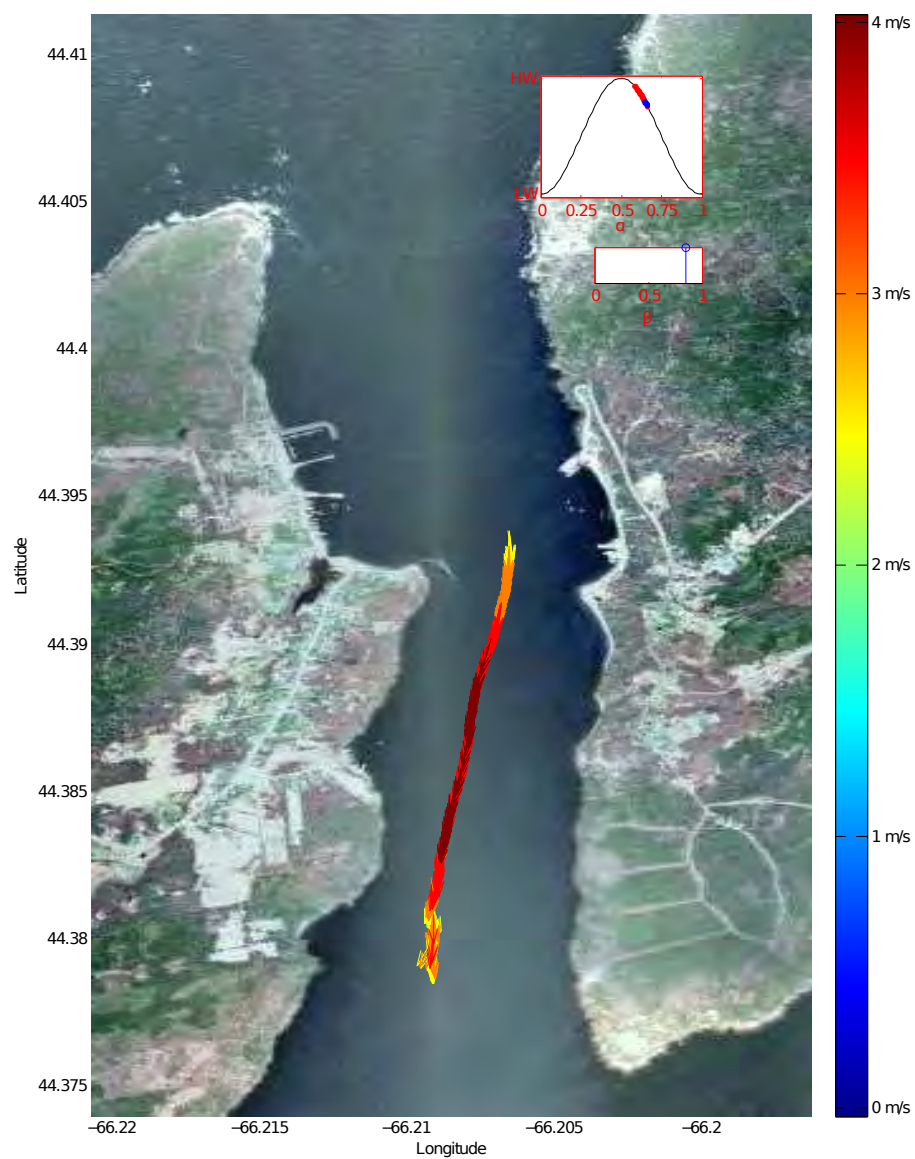 44.41
44.405
44.4
44.395
44.39
44.385
44.38
44.375
Latitude
−66.22
−66.215
−66.21
−66.205
−66.2
Longitude
HW
LW
0
0.25
0.5
0.75
1
α
0
0.5
1
β
4 m/s
3 m/s
2 m/s
1 m/s
0 m/s